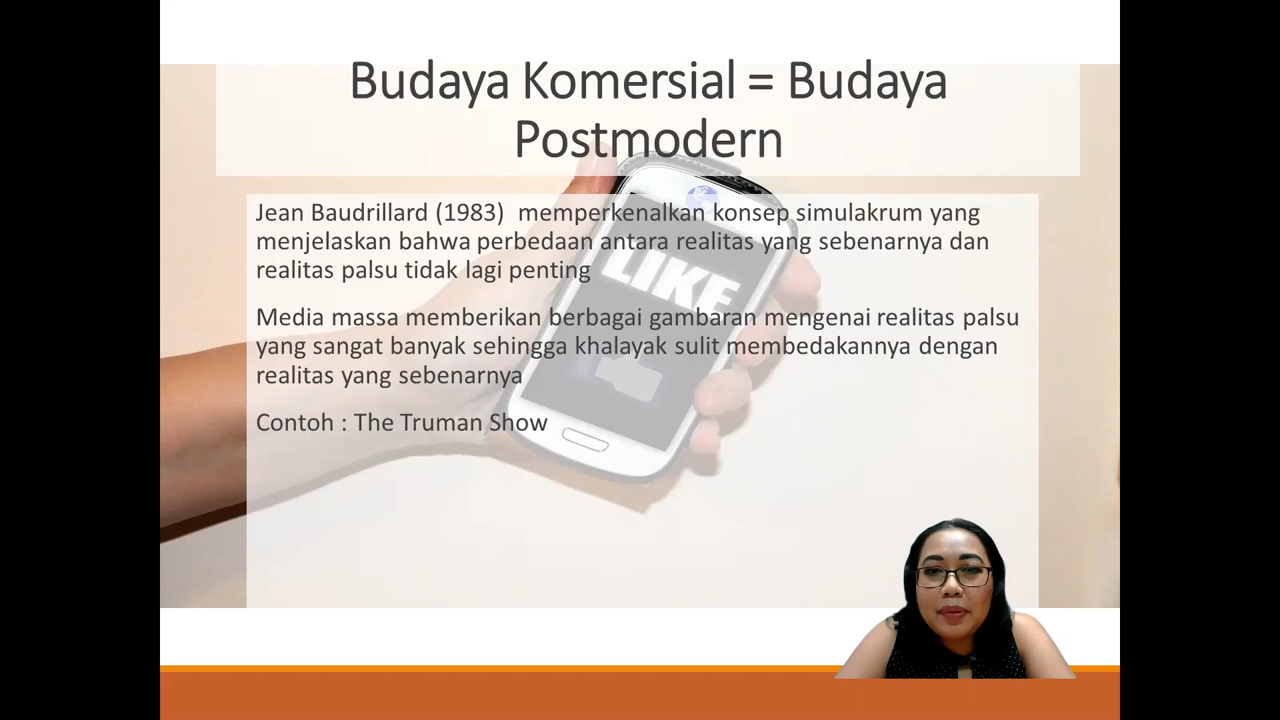 Budaya Komersial = Budaya
Postmodern
Jean Baudrillard (1983)  memperkenalkan konsep simulakrum yang
menjelaskan bahwa perbedaan antara realitas yang sebenarnya dan
realitas palsu tidak lagi penting
Media massa memberikan berbagai gambaran mengenai realitas palsu
yang sangat banyak sehingga khalayak sulit membedakannya dengan
realitas yang sebenarnya
Contoh : The Truman Show
LIKE